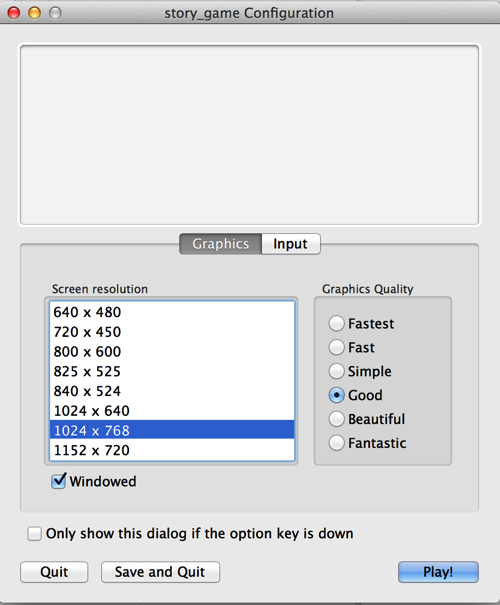 story_game Configuration
Graphics
Input
Screen resolution
640 x 480
720 x 450
800 x 600
825 x 525
840 x 524
1024 x 640
1024 x 768
1152 x 720
Windowed
Graphics Quality
Fastest
Fast
Simple
Good
Beautiful
Fantastic
Only show this dialog if the option key is down
Quit
Save and Quit
Play!